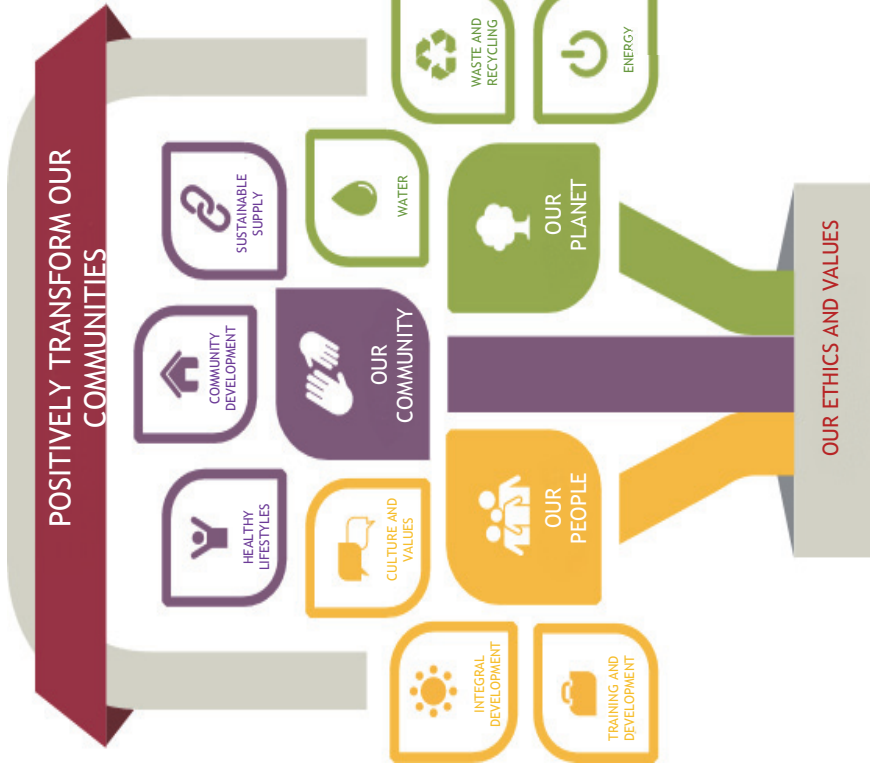 POSITIVELY TRANSFORM OUR
COMMUNITIES
HEALTHY
LIFESTYLES
COMMUNITY
DEVELOPMENT
SUSTAINABLE
SUPPLY
CULTURE AND
VALUES
OUR
COMMUNITY
WATER
INTEGRAL
DEVELOPMENT
OUR
PEOPLE
OUR
PLANET
WASTE AND
RECYCLING
TRAINING AND
DEVELOPMENT
ENERGY
OUR ETHICS AND VALUES